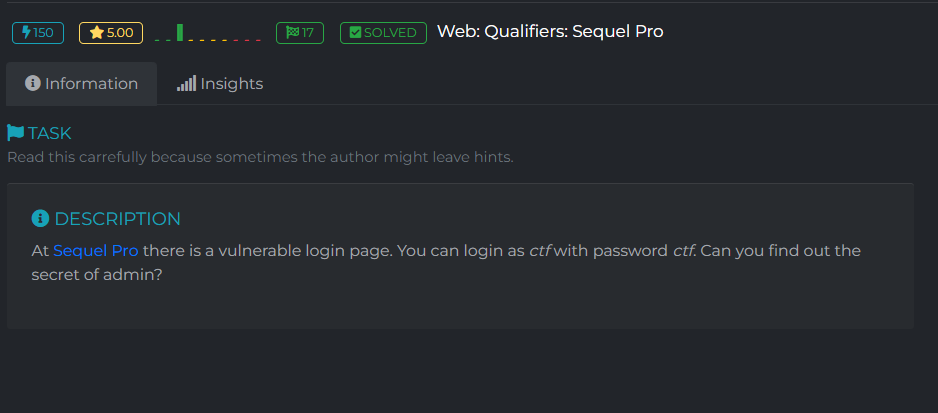 150 5.00 17 SOLVED Web: Qualifiers: Sequel Pro
Information Insights
TASK
Read this carrefully because sometimes the author might leave hints.
DESCRIPTION
At Sequel Pro there is a vulnerable login page. You can login as ctf with password ctf. Can you find out the
secret of admin?